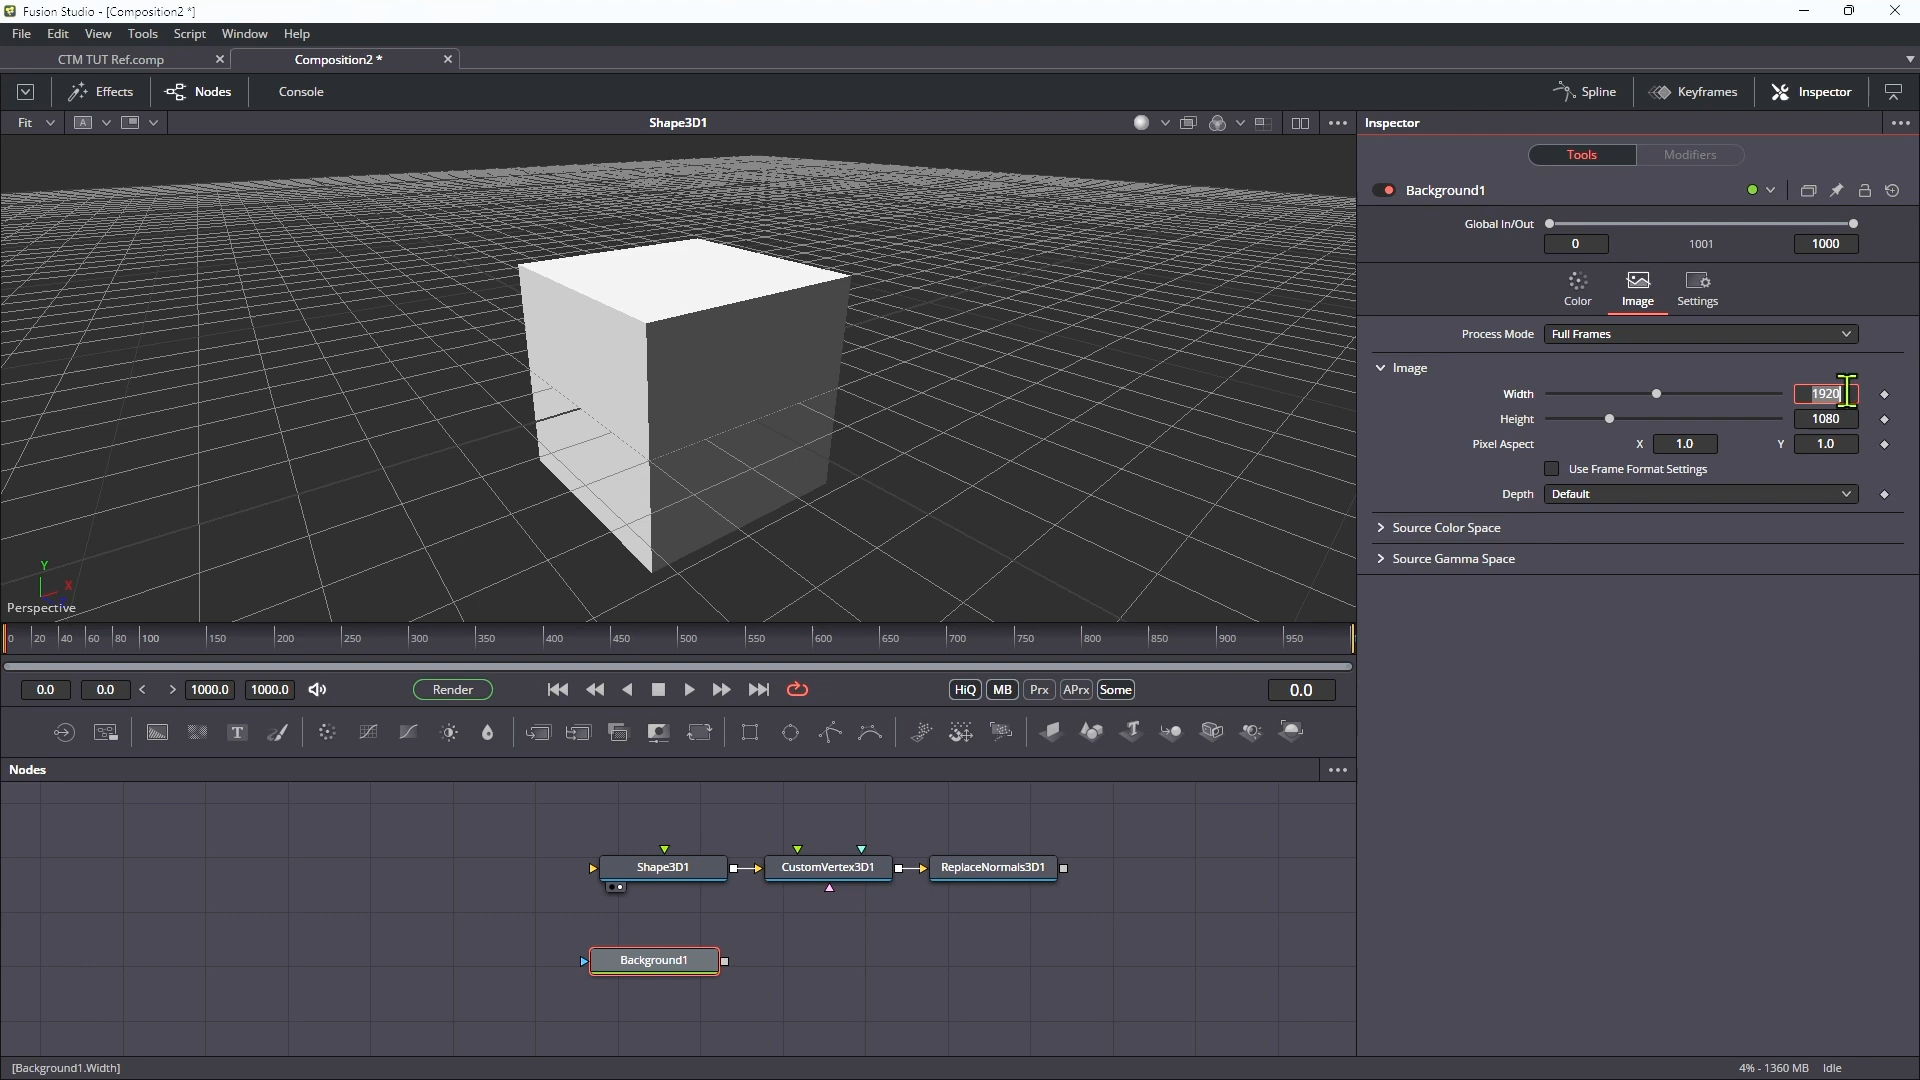 Fusion Studio - [Composition2 *]
File Edit View Tools Script Window Help
CTM TUT Ref.comp Composition2 *
Effects Nodes Console Spline Keyframes Inspector
Fit A Shape3D1 Inspector
Tools Modifiers
Background1
Global In/Out
0 1001 1000
Color Image Settings
Process Mode Full Frames
Image
Width 1920
Height 1080
Pixel Aspect X 1.0 Y 1.0
Use Frame Format Settings
Depth Default
Source Color Space
Source Gamma Space
Y
X
Perspective
0 20 40 60 80 100 150 200 250 300 350 400 450 500 550 600 650 700 750 800 850 900 950
0.0 0.0 < > 1000.0 1000.0 Render HiQ MB Prx APrx Some 0.0
T T
Nodes
Shape3D1 CustomVertex3D1 ReplaceNormals3D1
Background1
[Background1.Width] 4% - 1360 MB Idle